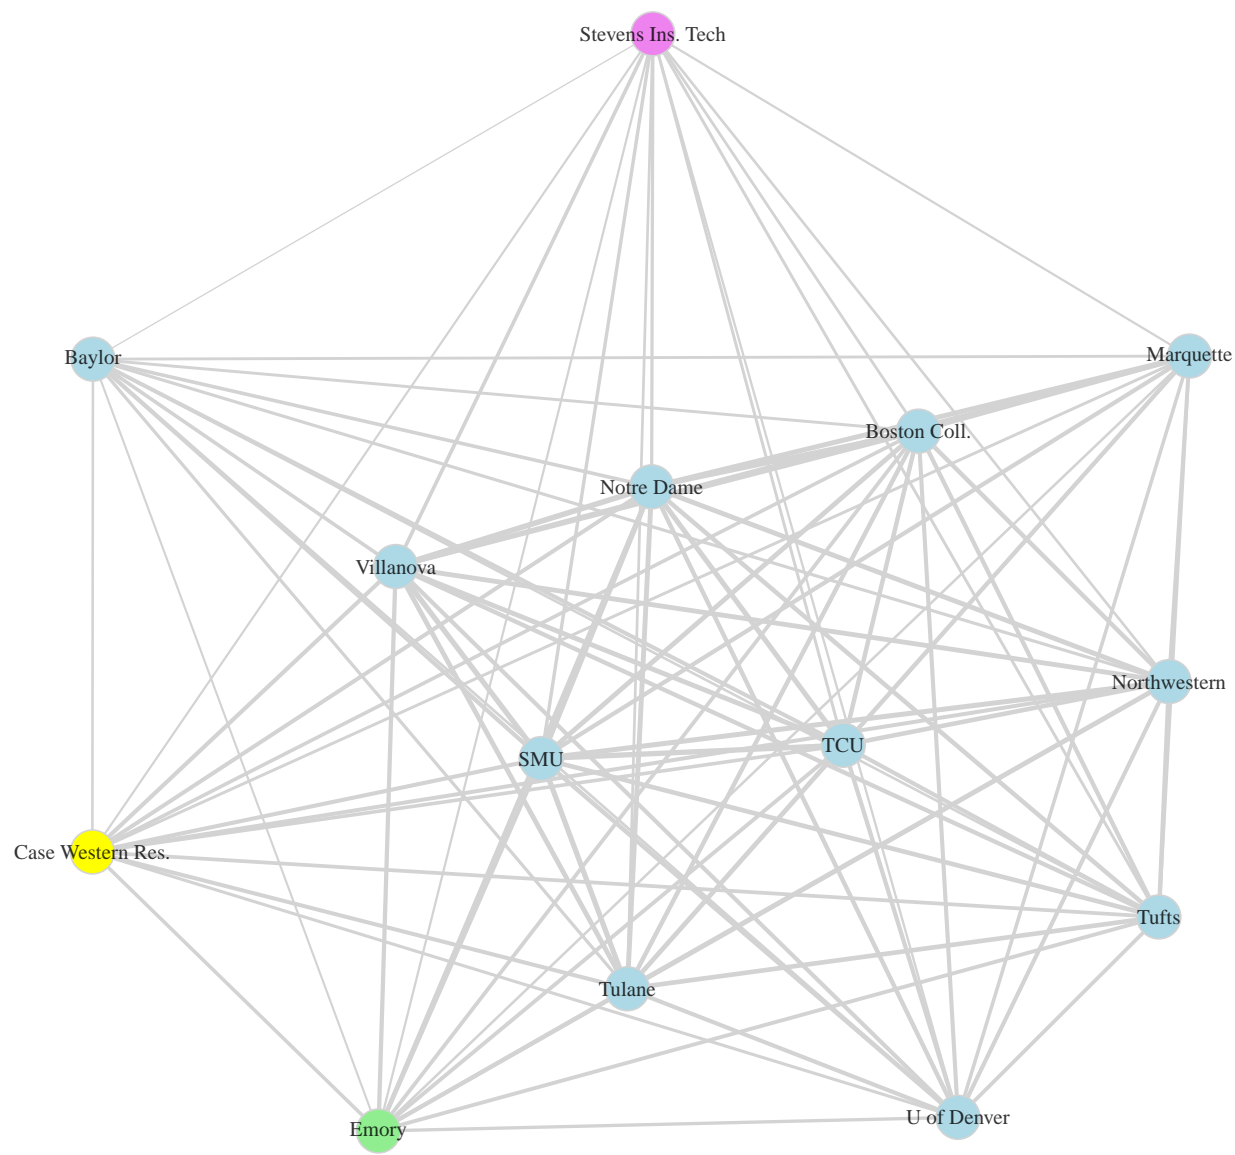 Stevens Ins. Tech
Baylor
Marquette
Boston Coll.
Notre Dame
Villanova
Northwestern
SMU
TCU
Case Western Res.
Tufts
Tulane
Emory
U of Denver